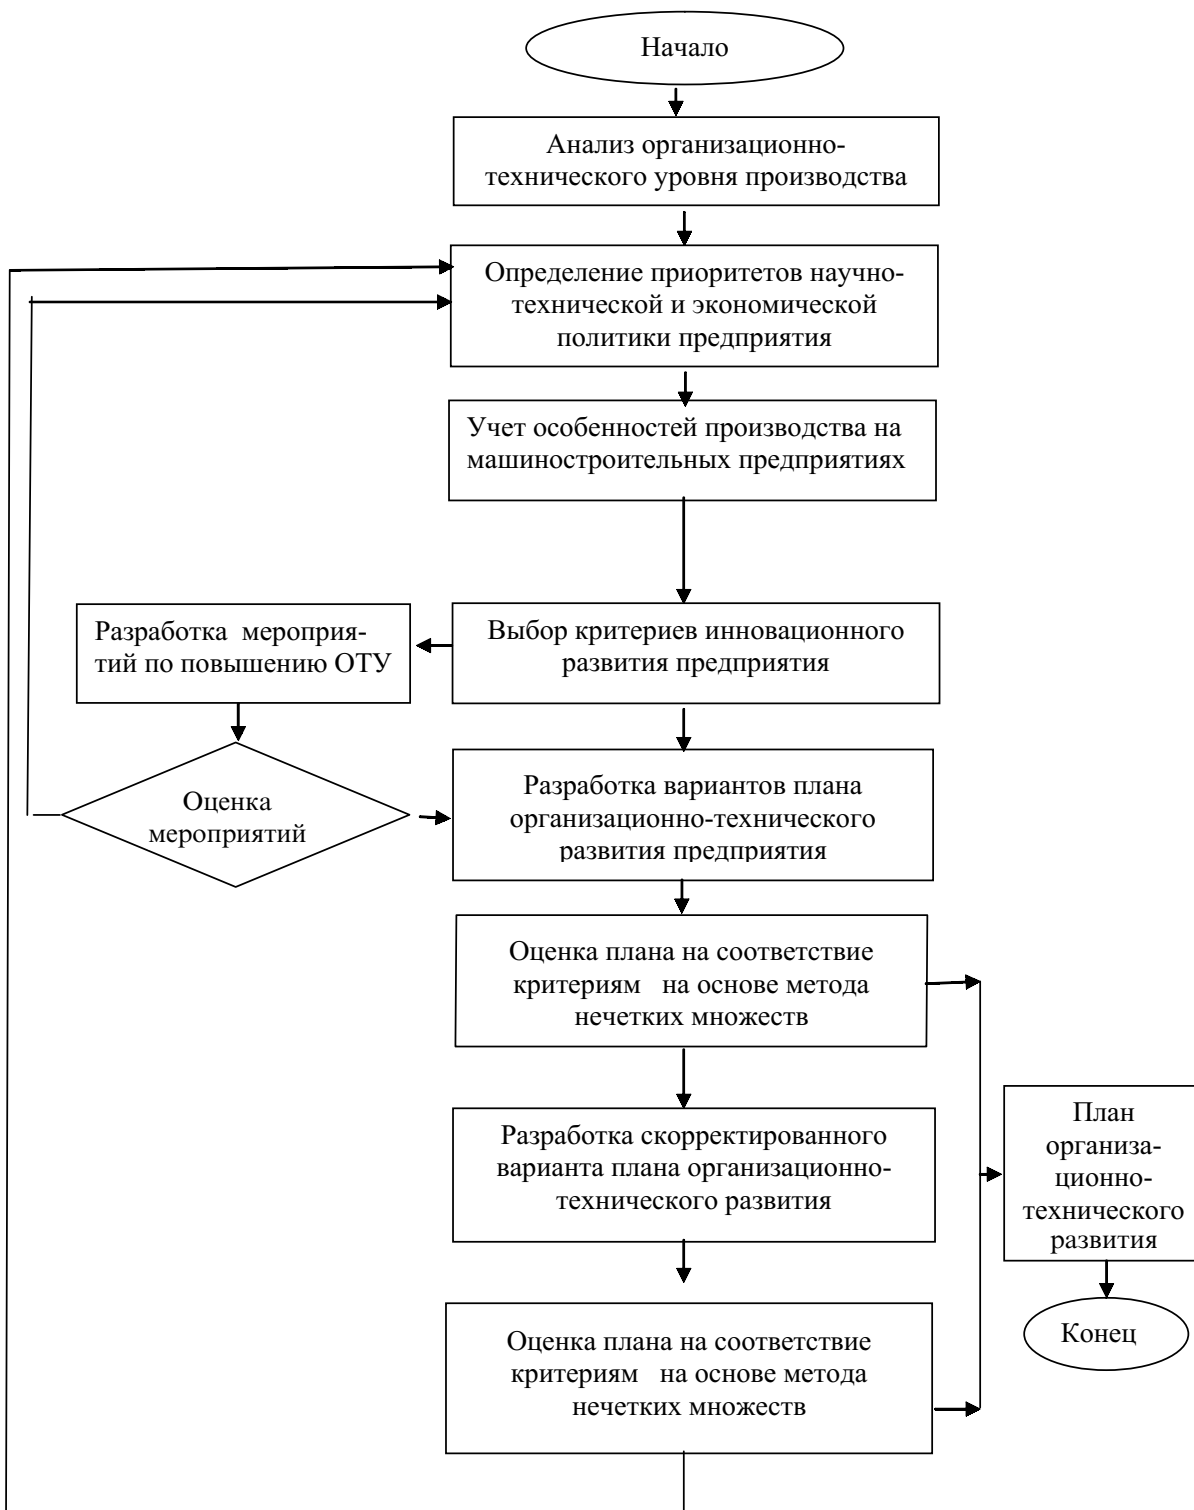 Начало
Анализ организационно-
технического уровня производства
Определение приоритетов научно-
технической и экономической
политики предприятия
Учет особенностей производства на
машиностроительных предприятиях
Разработка мероприя-
тий по повышению ОТУ
Выбор критериев инновационного
развития предприятия
Оценка
мероприятий
Разработка вариантов плана
организационно-технического
развития предприятия
Оценка плана на соответствие
критериям на основе метода
нечетких множеств
Разработка скорректированного
варианта плана организационно-
технического развития
План
организа-
ционно-
технического
развития
Оценка плана на соответствие
критериям на основе метода
нечетких множеств
Конец